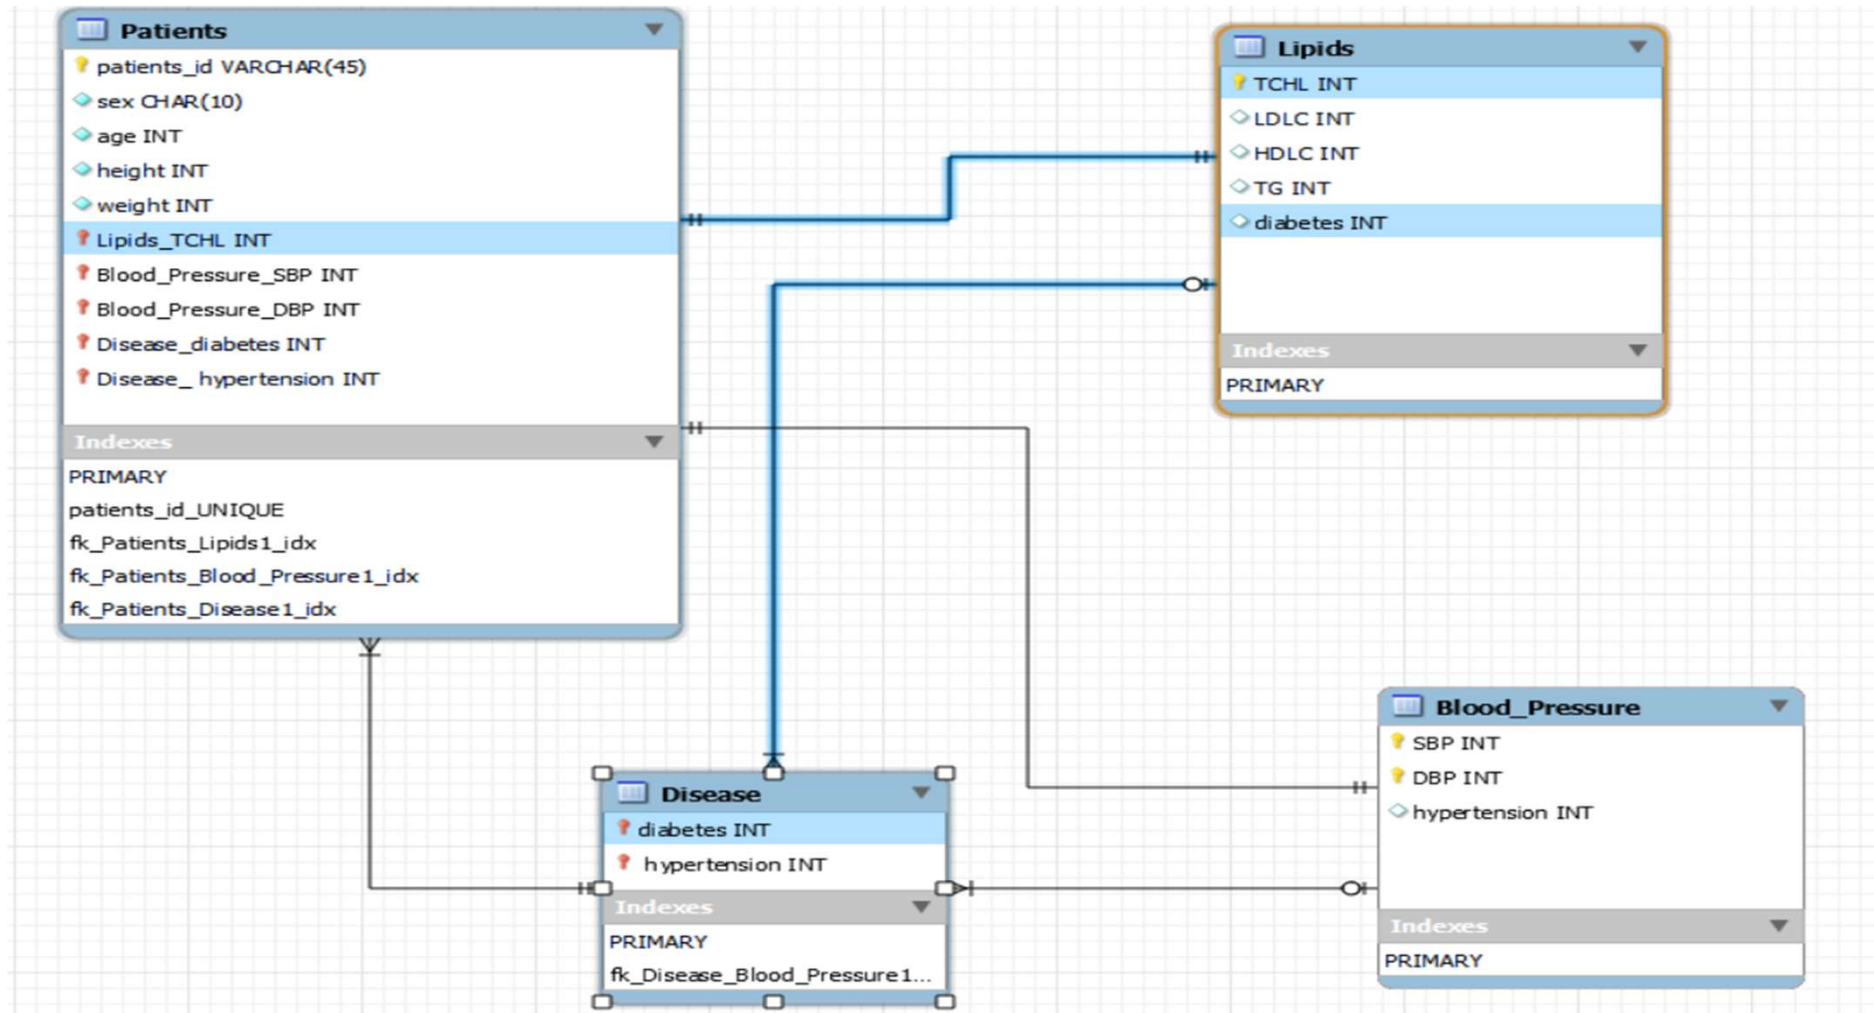 Patients
patients_id VARCHAR(45)
sex CHAR(10)
age INT
height INT
weight INT
Lipids_TCHL INT
Blood_Pressure_SBP INT
Blood_Pressure_DBP INT
Disease_diabetes INT
Disease_ hypertension INT
Indexes
PRIMARY
patients_id_UNIQUE
fk_Patients_Lipids1_idx
fk_Patients_Blood_Pressure1_idx
fk_Patients_Disease1_idx
Lipids
TCHL INT
LDLC INT
HDLC INT
TG INT
diabetes INT
Indexes
PRIMARY
Disease
diabetes INT
hypertension INT
Indexes
PRIMARY
fk_Disease_Blood_Pressure1...
Blood_Pressure
SBP INT
DBP INT
hypertension INT
Indexes
PRIMARY